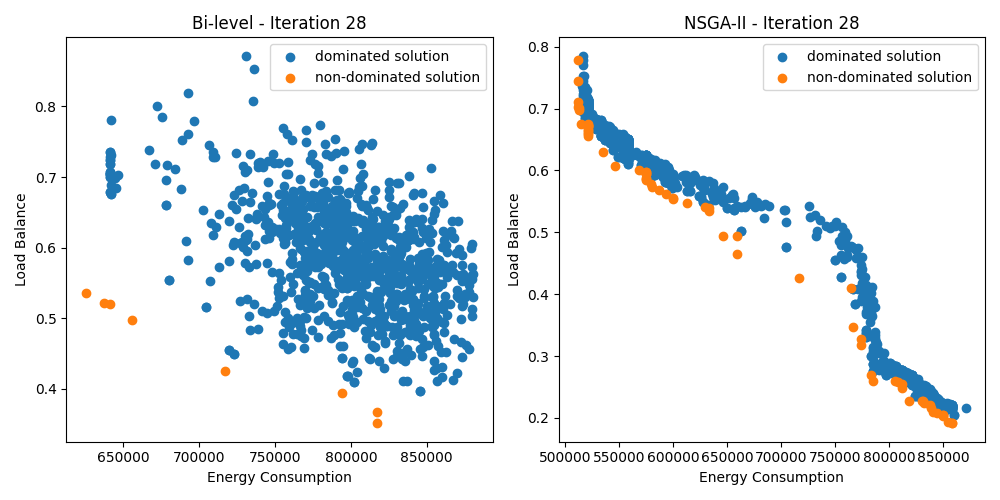 Bi-level - Iteration 28
dominated solution
non-dominated solution
Load Balance
0.8
0.7
0.6
0.5
0.4
650000 700000 750000 800000 850000
Energy Consumption
NSGA-II - Iteration 28
dominated solution
non-dominated solution
Load Balance
0.8
0.7
0.6
0.5
0.4
0.3
0.2
500000 550000 600000 650000 700000 750000 800000 850000
Energy Consumption